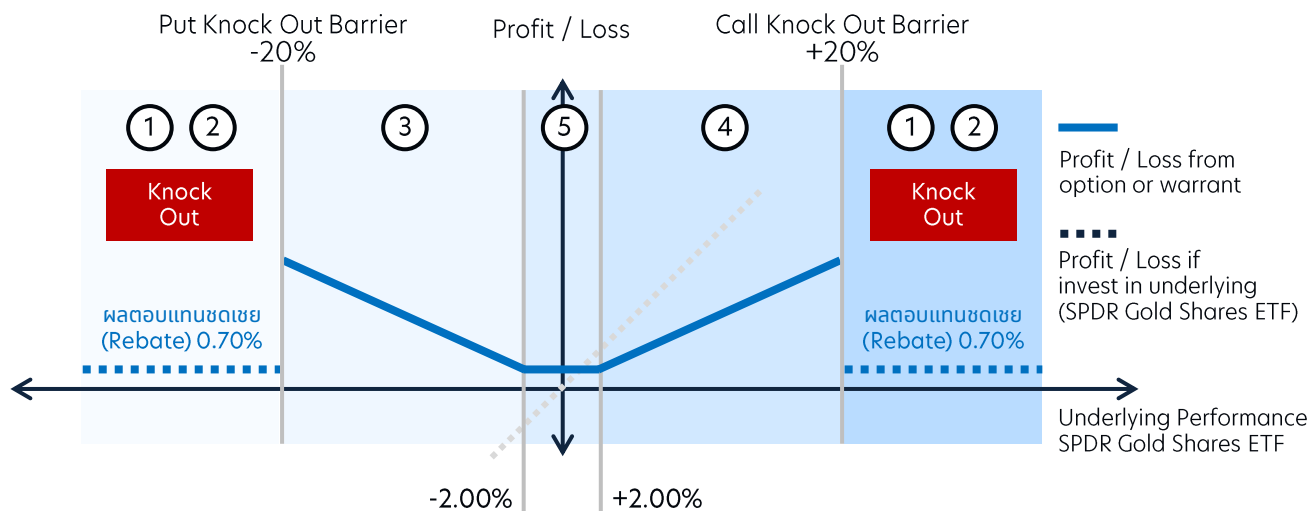 Put Knock Out Barrier
-20%
Profit / Loss
Call Knock Out Barrier
+20%
1 2
3
5
4
1 2
Knock
Out
Knock
Out
Profit / Loss from
option or warrant
Profit / Loss if
invest in underlying
(SPDR Gold Shares ETF)
ผลตอบแทนชดเชย
(Rebate) 0.70%
ผลตอบแทนชดเชย
(Rebate) 0.70%
Underlying Performance
SPDR Gold Shares ETF
-2.00%
+2.00%